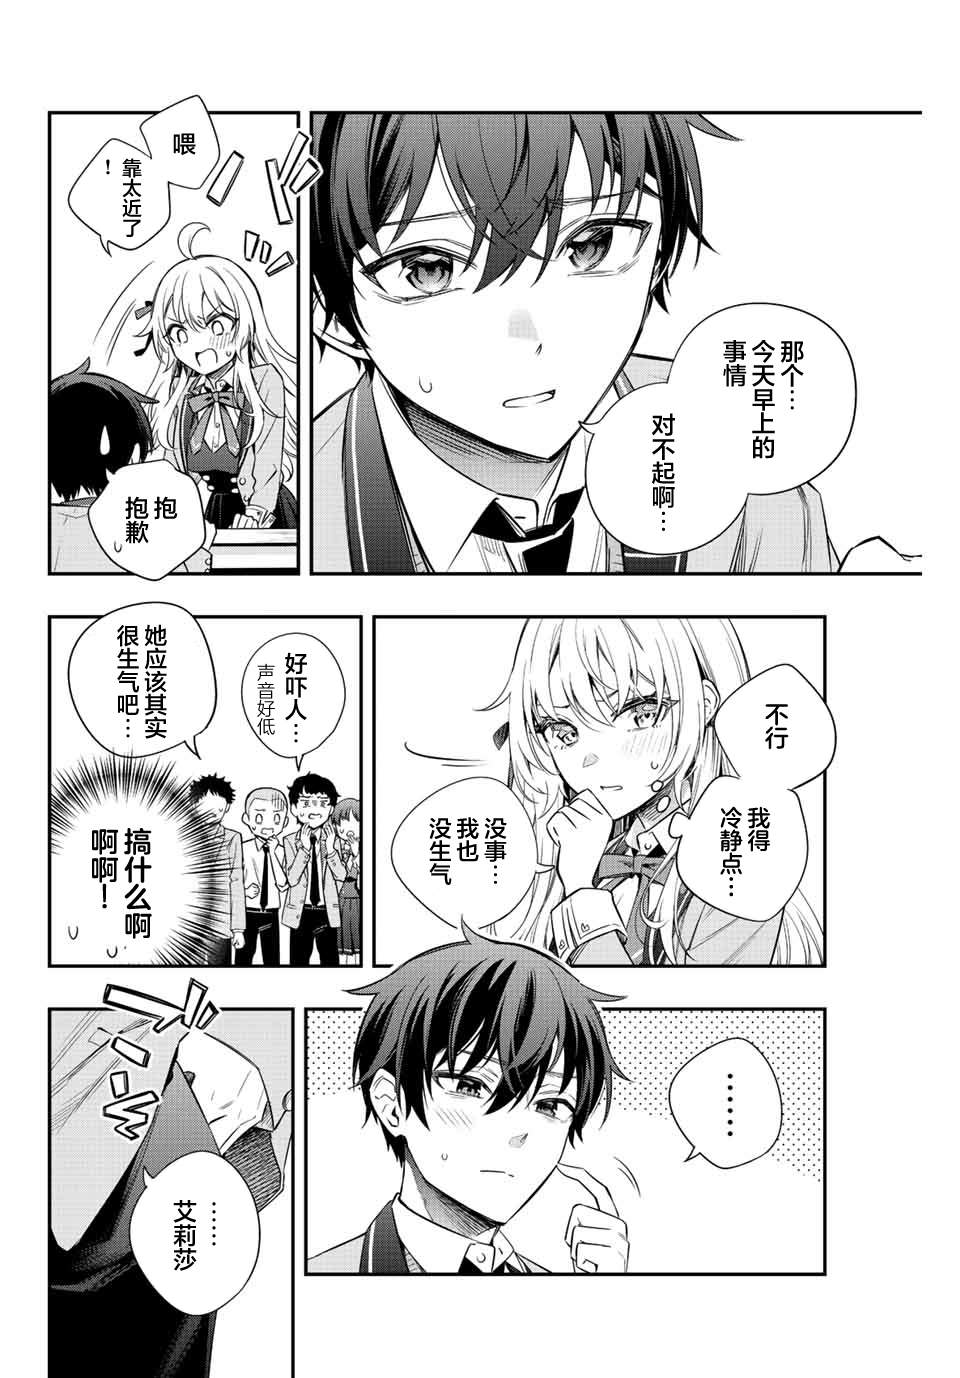 那个…
今天早上的
事情
对不起啊…
喂
靠太近了
！
抱
抱歉
不行
我得
冷静点…
没事…
我也
没生气
好吓人…
声音好低
她应该其实
很生气吧…
搞什么啊
啊啊！
……
……
艾莉莎